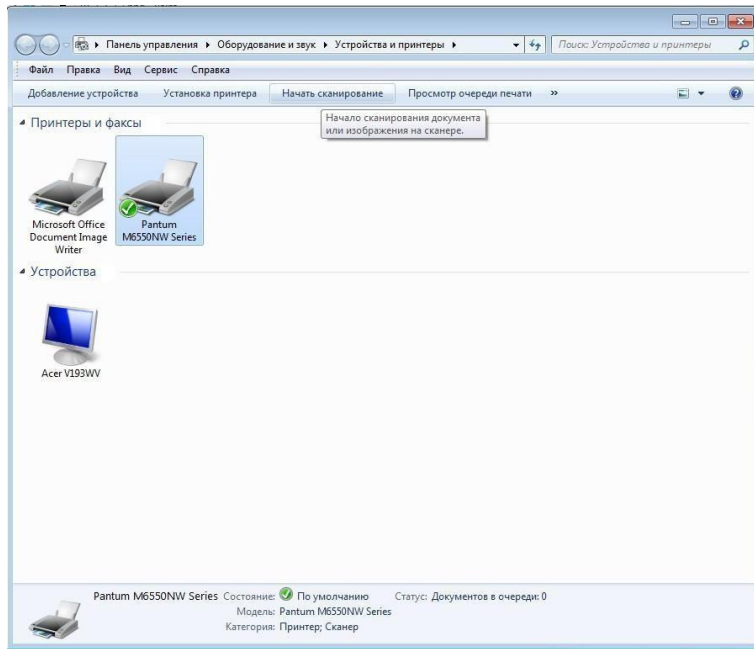 Панель управления ▸ Оборудование и звук ▸ Устройства и принтеры ▸
Поиск: Устройства и принтеры
Файл Правка Вид Сервис Справка
Добавление устройства Установка принтера Начать сканирование Просмотр очереди печати »
Начало сканирования документа
или изображения на сканере.
Принтеры и факсы
Microsoft Office
Document Image
Writer
Pantum
M6550NW Series
Устройства
Acer V193WV
Pantum M6550NW Series Состояние: По умолчанию Статус: Документов в очереди: 0
Модель: Pantum M6550NW Series
Категория: Принтер; Сканер